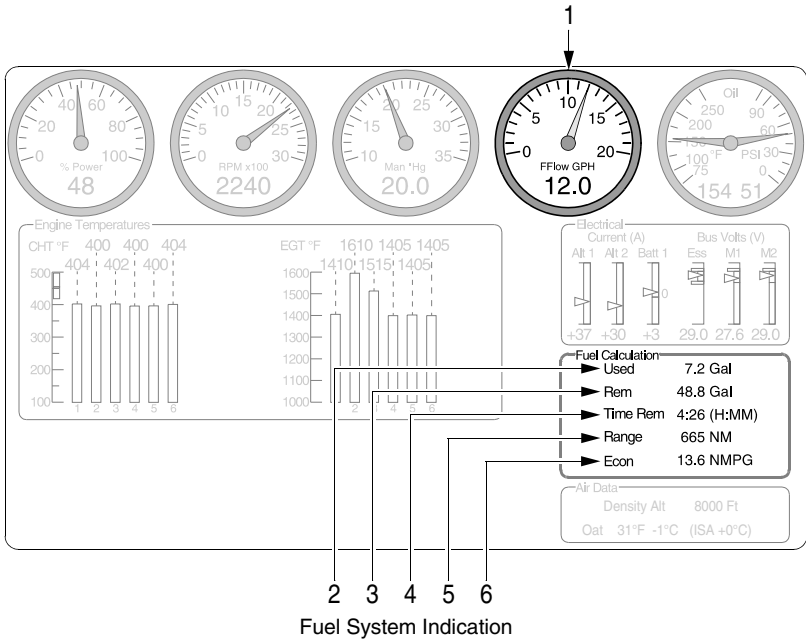 1
40 60
20 80
0 100
% Power
48
10 15 20
5 25
0 30
RPM x100
2240
20 25
15 30
10 35
Man "Hg
20.0
10
5 15
0 20
FFlow GPH
12.0
Oil
250 90
200 60
150 30
100 °F PSI
75 0
154 51
Engine Temperatures
CHT °F 400 400 404
404 402 400
500
400
300
200
100
1 2 3 4 5 6
EGT °F 1610 1405 1405
1410 1515 1405
1600
1500
1400
1300
1200
1100
1000
1 2 3 4 5 6
Electrical
Current (A) Bus Volts (V)
Alt 1 Alt 2 Batt 1 Ess M1 M2
0
+37 +30 +3 29.0 27.6 29.0
Fuel Calculation
Used 7.2 Gal
Rem 48.8 Gal
Time Rem 4:26 (H:MM)
Range 665 NM
Econ 13.6 NMPG
Air Data
Density Alt 8000 Ft
Oat 31°F -1°C (ISA +0°C)
2 3 4 5 6
Fuel System Indication